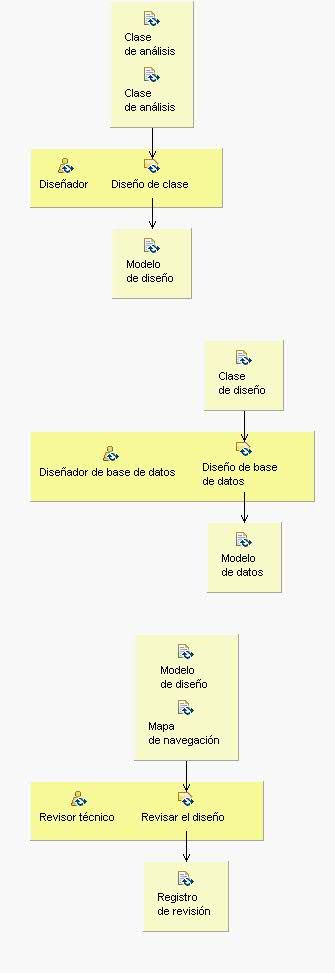 Clase
de análisis
Clase
de análisis
Diseñador
Diseño de clase
Modelo
de diseño
Clase
de diseño
Diseñador de base de datos
Diseño de base
de datos
Modelo
de datos
Modelo
de diseño
Mapa
de navegación
Revisor técnico
Revisar el diseño
Registro
de revisión